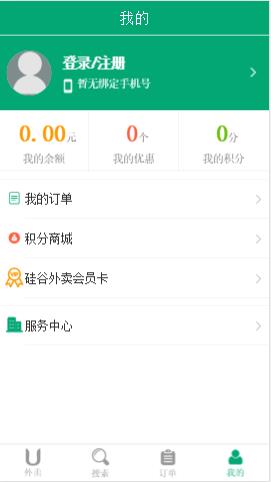 我的
登录/注册
暂无绑定手机号
0.00元
0个
0分
我的余额
我的优惠
我的积分
我的订单
积分商城
VIP
硅谷外卖会员卡
服务中心
外卖
搜索
订单
我的